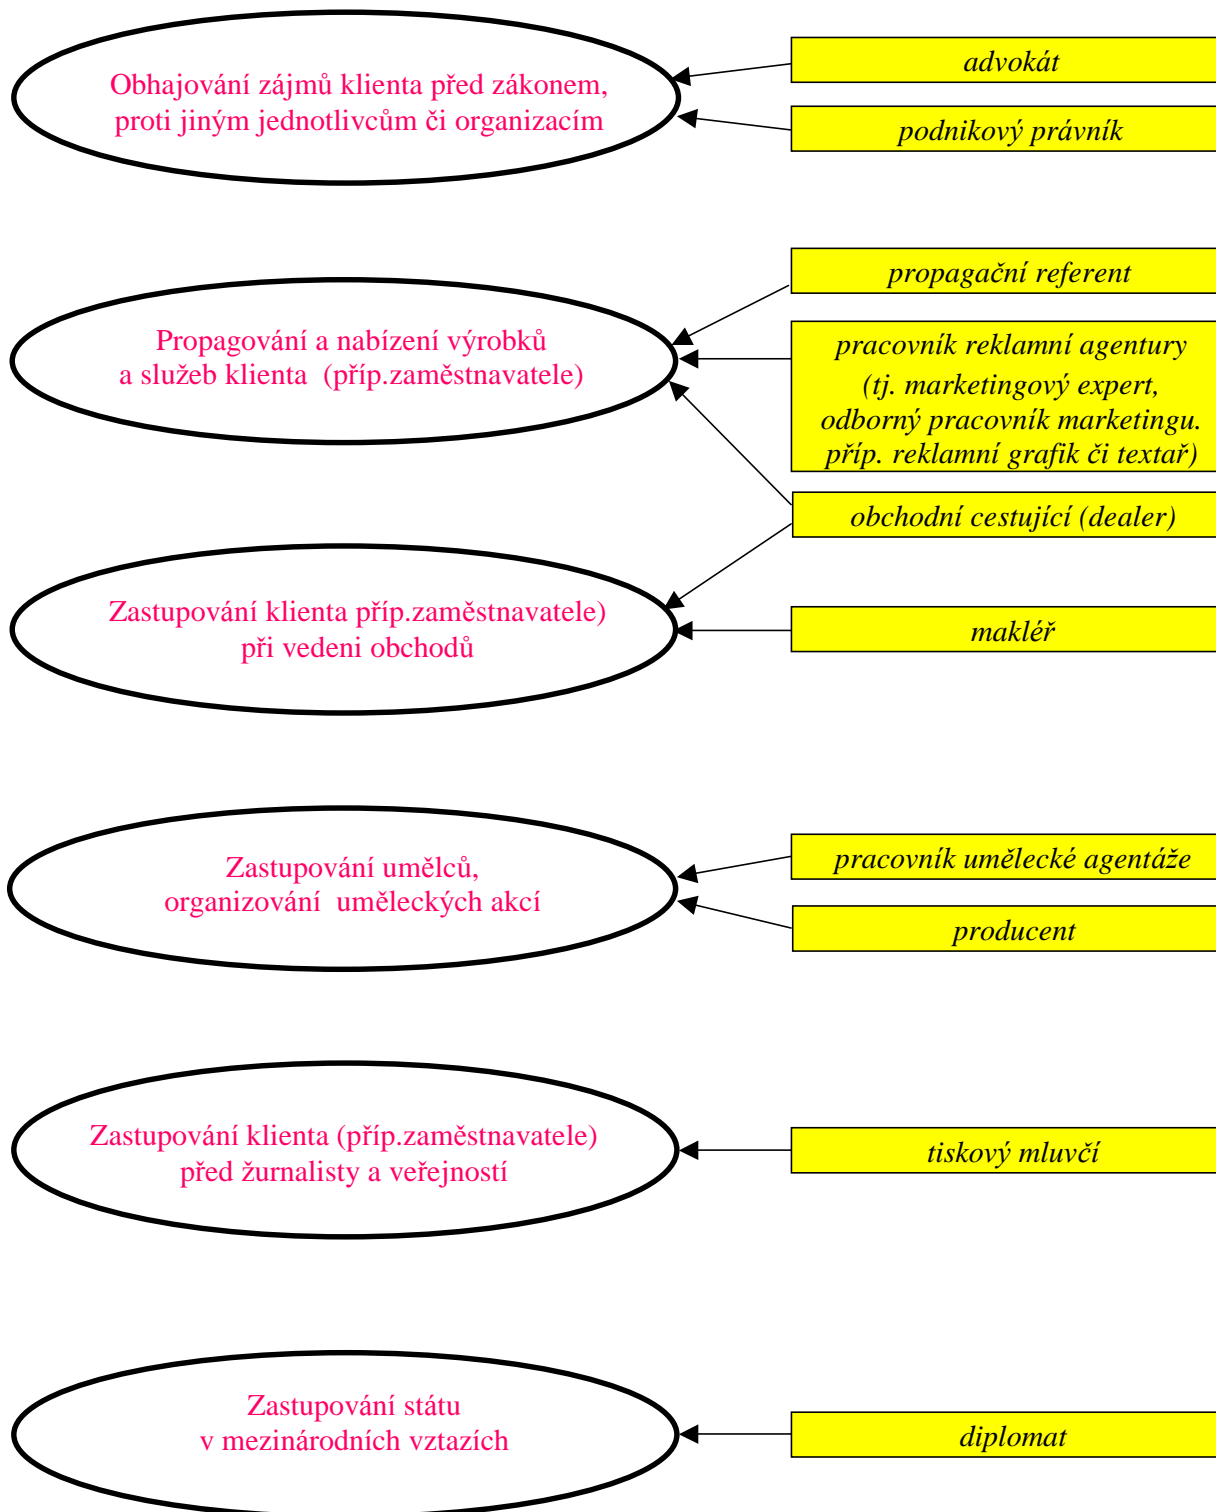 Obhajování zájmů klienta před zákonem,
proti jiným jednotlivcům či organizacím
advokát
podnikový právník
Propagování a nabízení výrobků
a služeb klienta (příp.zaměstnavatele)
propagační referent
pracovník reklamní agentury
(tj. marketingový expert,
odborný pracovník marketingu.
příp. reklamní grafik či textař)
obchodní cestující (dealer)
Zastupování klienta příp.zaměstnavatele)
při vedeni obchodů
makléř
Zastupování umělců,
organizování uměleckých akcí
pracovník umělecké agentáže
producent
Zastupování klienta (příp.zaměstnavatele)
před žurnalisty a veřejností
tiskový mluvčí
Zastupování státu
v mezinárodních vztazích
diplomat